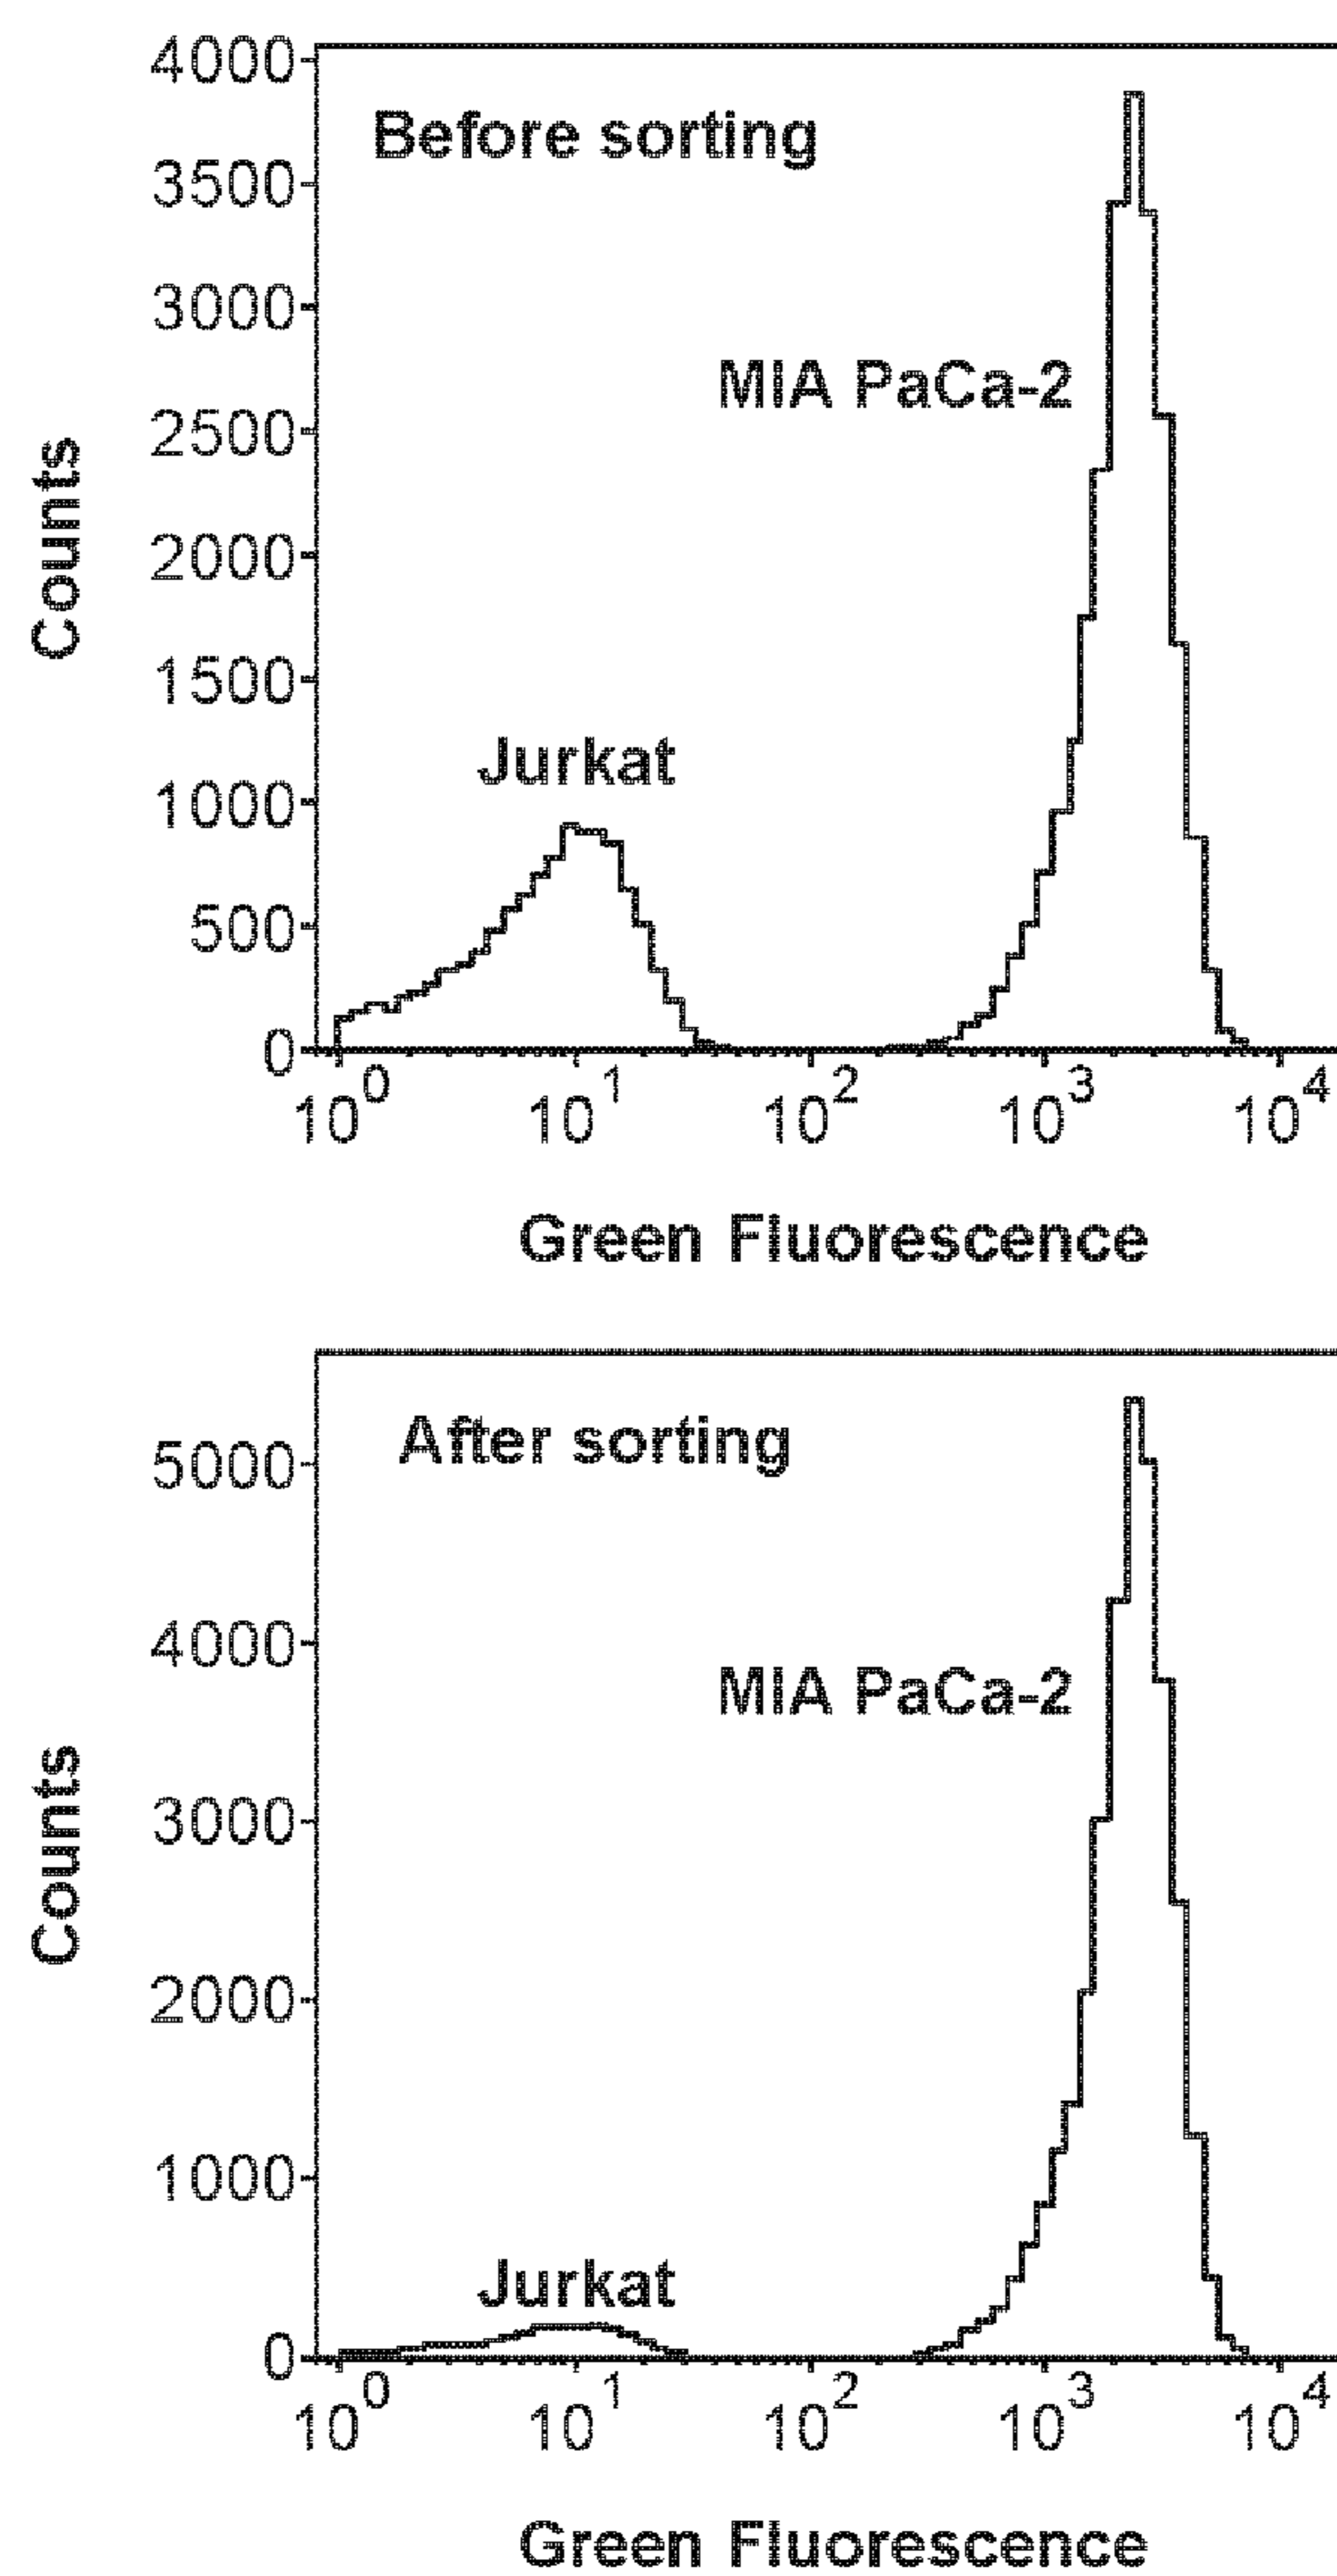 4000
Before sorting
3500
3000
MIA PaCa-2
2500
Counts
2000
1500
Jurkat
1000
500
0
10^0 10^1 10^2 10^3 10^4
Green Fluorescence
After sorting
5000
4000
MIA PaCa-2
3000
Counts
2000
1000
Jurkat
0
10^0 10^1 10^2 10^3 10^4
Green Fluorescence